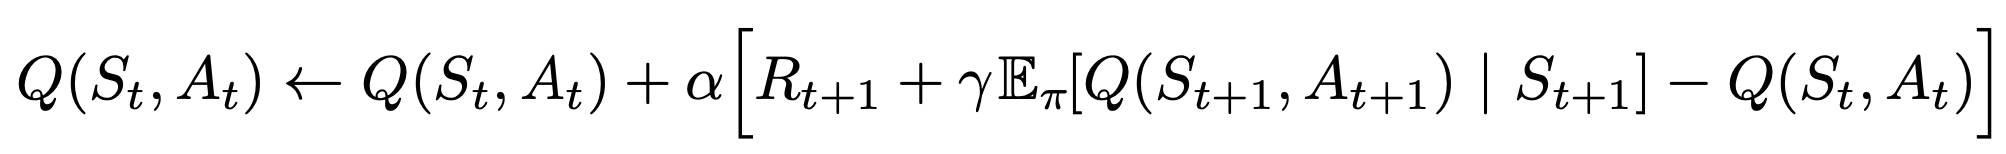 Q(S_t, A_t) ← Q(S_t, A_t) + α[R_{t+1} + γ𝔼_π[Q(S_{t+1}, A_{t+1}) | S_{t+1}] − Q(S_t, A_t)]